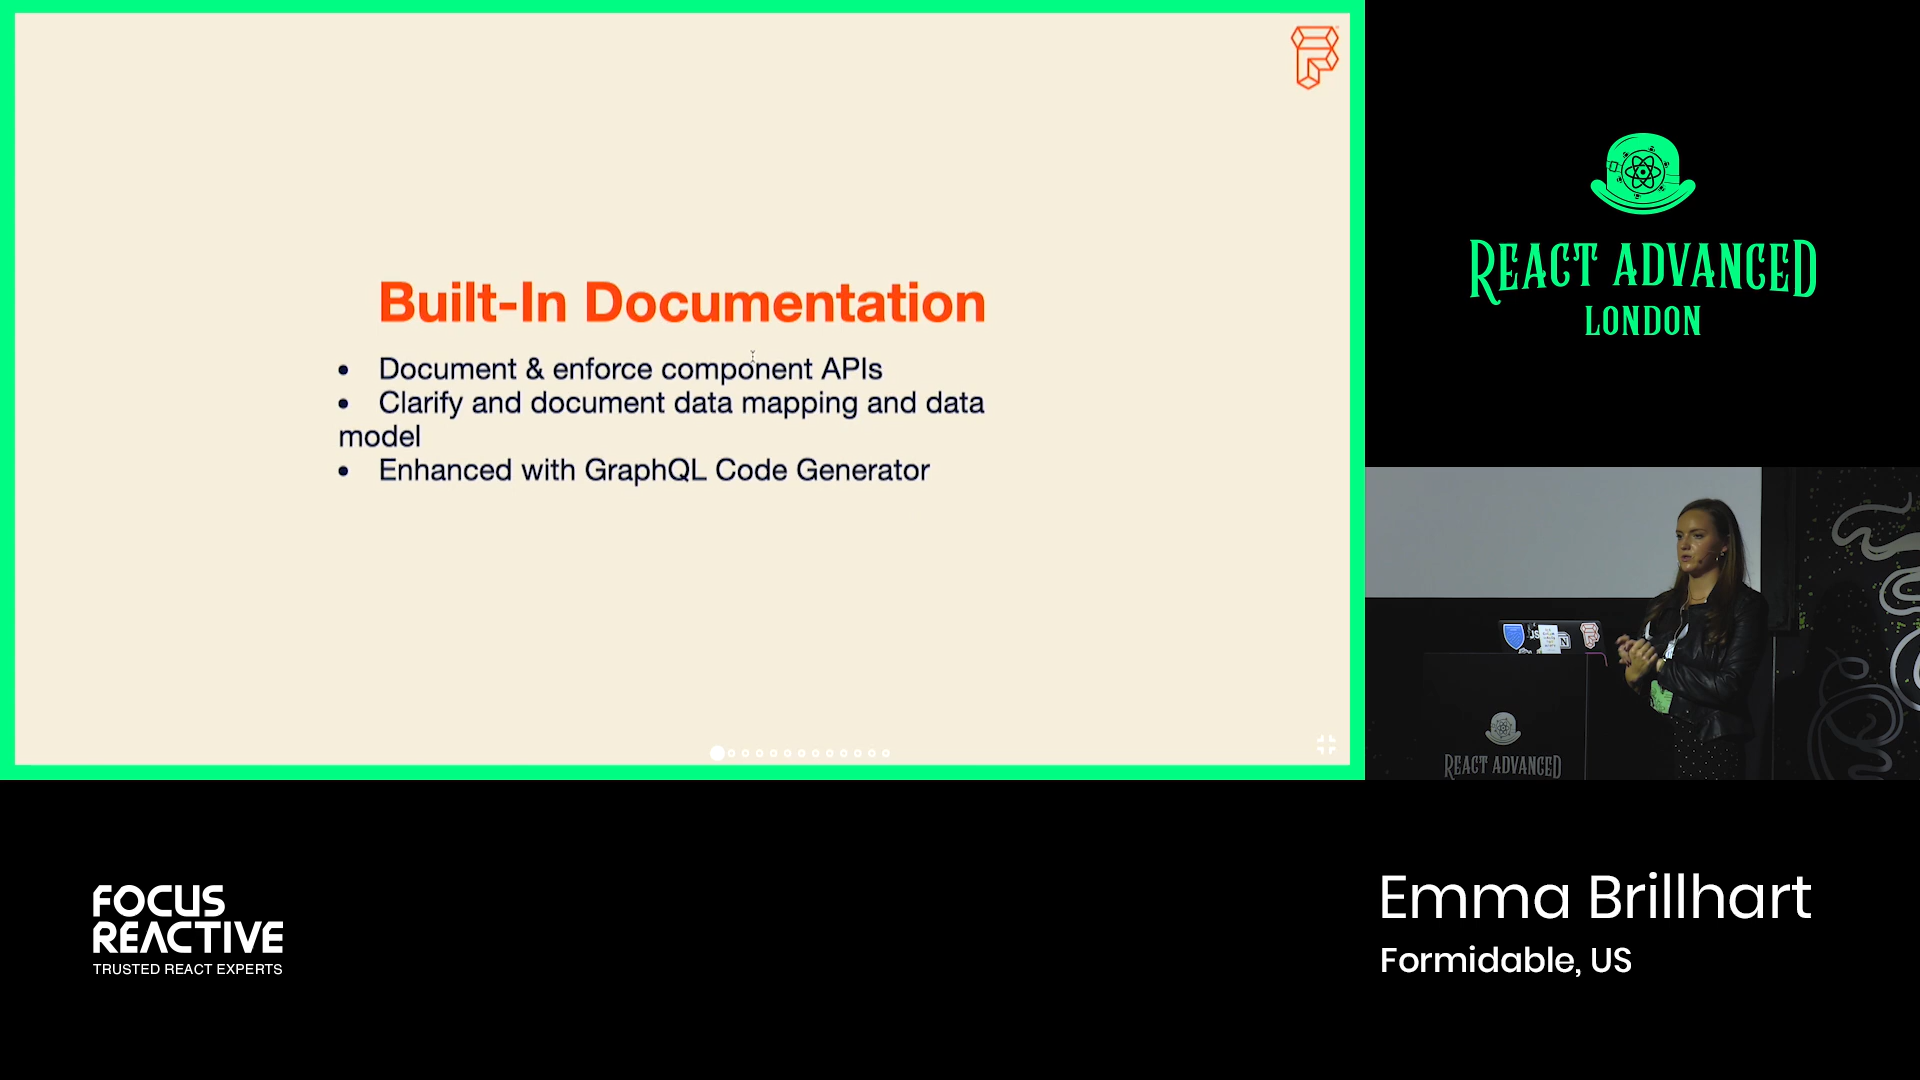 Built-In Documentation
• Document & enforce component APIs
• Clarify and document data mapping and data
model
• Enhanced with GraphQL Code Generator
REACT ADVANCED
LONDON
REACT ADVANCED
FOCUS
REACTIVE
TRUSTED REACT EXPERTS
Emma Brillhart
Formidable, US